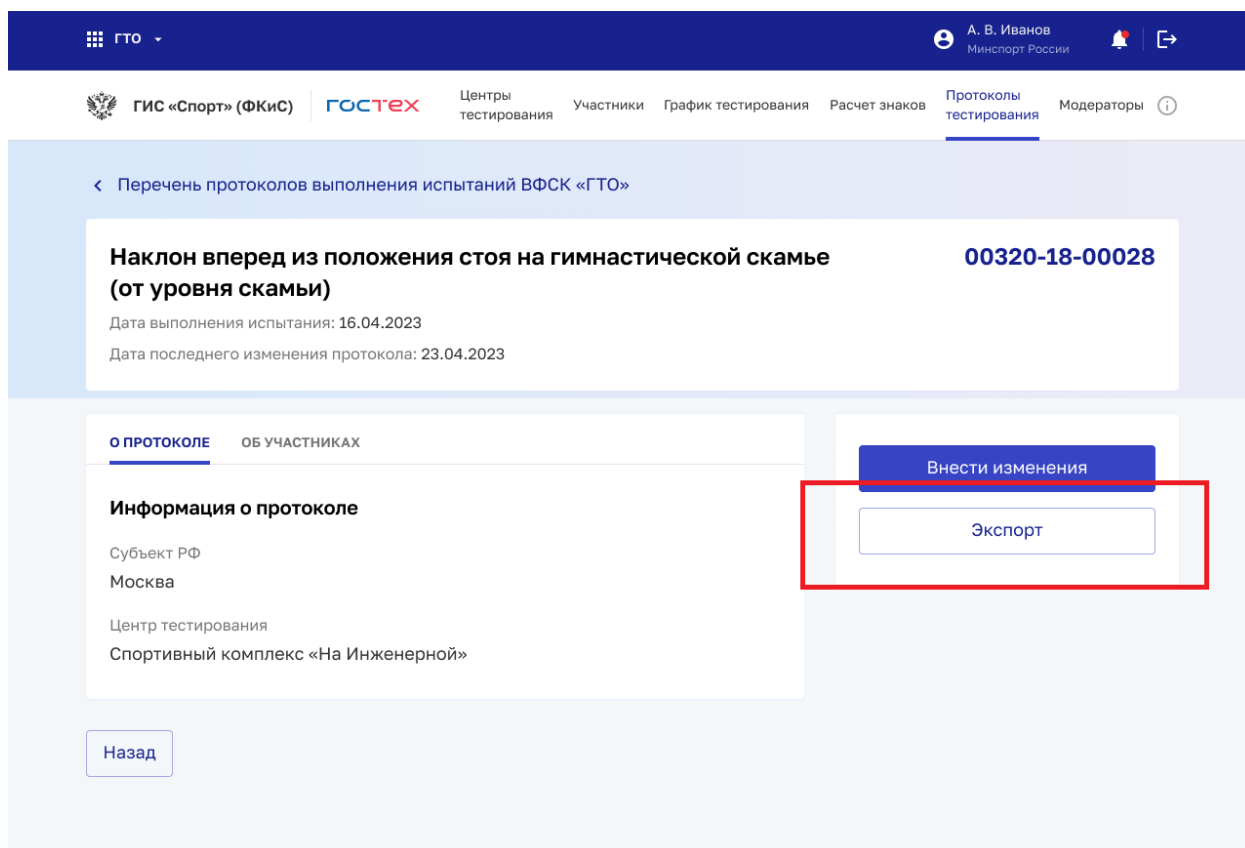 ГТО
А. В. Иванов
Минспорт России
ГИС «Спорт» (ФКиС)
ГОСТЕХ
Центры
тестирования
Участники
График тестирования
Расчет знаков
Протоколы
тестирования
Модераторы
Перечень протоколов выполнения испытаний ВФСК «ГТО»
Наклон вперед из положения стоя на гимнастической скамье
(от уровня скамьи)
00320-18-00028
Дата выполнения испытания: 16.04.2023
Дата последнего изменения протокола: 23.04.2023
О ПРОТОКОЛЕ
ОБ УЧАСТНИКАХ
Внести изменения
Экспорт
Информация о протоколе
Субъект РФ
Москва
Центр тестирования
Спортивный комплекс «На Инженерной»
Назад